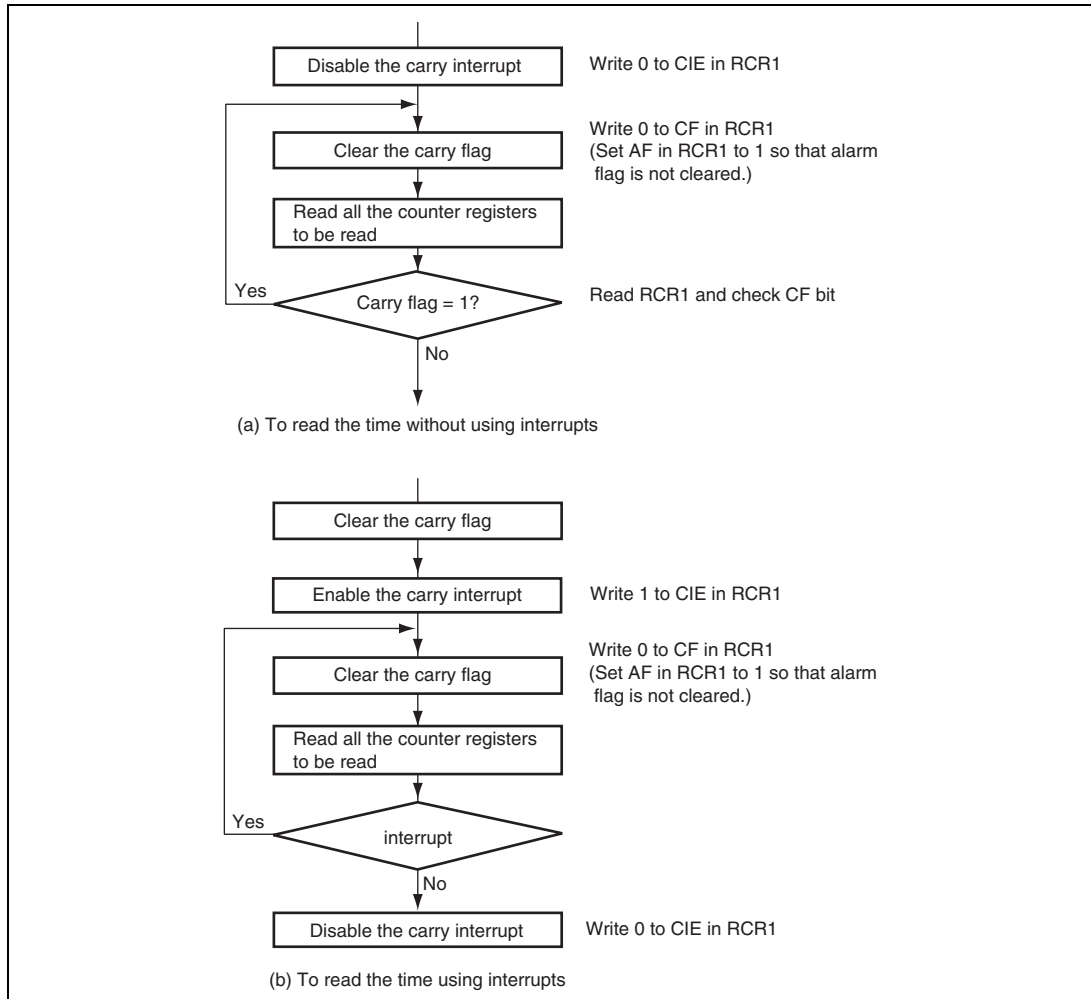 Disable the carry interrupt
Write 0 to CIE in RCR1
Clear the carry flag
Write 0 to CF in RCR1
(Set AF in RCR1 to 1 so that alarm
flag is not cleared.)
Read all the counter registers
to be read
Yes
Carry flag = 1?
Read RCR1 and check CF bit
No
(a) To read the time without using interrupts
Clear the carry flag
Enable the carry interrupt
Write 1 to CIE in RCR1
Clear the carry flag
Write 0 to CF in RCR1
(Set AF in RCR1 to 1 so that alarm
flag is not cleared.)
Read all the counter registers
to be read
Yes
interrupt
No
Disable the carry interrupt
Write 0 to CIE in RCR1
(b) To read the time using interrupts